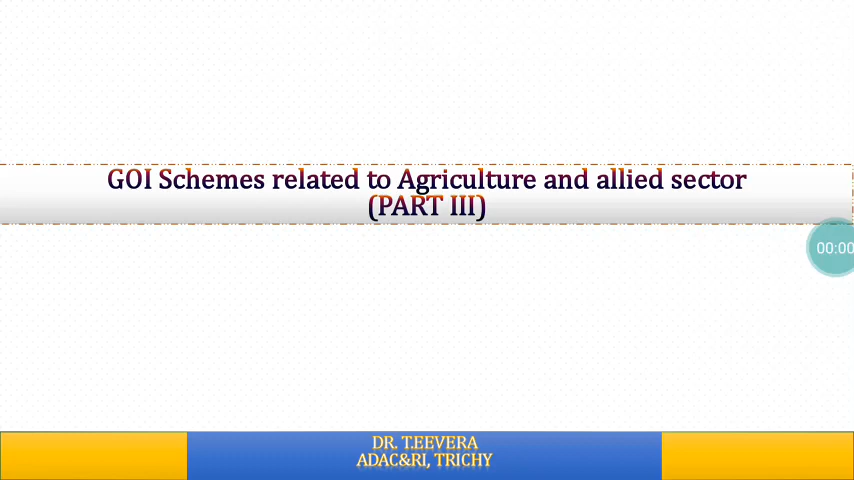 GOI Schemes related to Agriculture and allied sector
(PART III)
00:00
DR. T.EEVERA
ADAC&RI, TRICHY